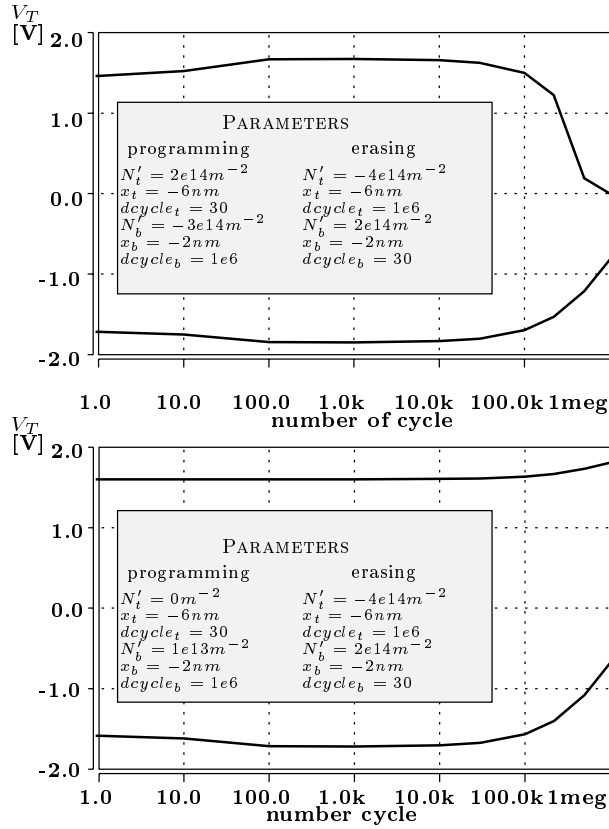 V_T
[V]
2.0
1.0
0.0
-1.0
-2.0
PARAMETERS
programming erasing
N′_t = 2e14m^−2 N′_t = −4e14m^−2
x_t = −6nm x_t = −6nm
dcycle_t = 30 dcycle_t = 1e6
N′_b = −3e14m^−2 N′_b = 2e14m^−2
x_b = −2nm x_b = −2nm
dcycle_b = 1e6 dcycle_b = 30
1.0 10.0 100.0 1.0k 10.0k 100.0k 1meg
number of cycle
V_T
[V]
2.0
1.0
0.0
-1.0
-2.0
PARAMETERS
programming erasing
N′_t = 0m^−2 N′_t = −4e14m^−2
x_t = −6nm x_t = −6nm
dcycle_t = 30 dcycle_t = 1e6
N′_b = 1e13m^−2 N′_b = 2e14m^−2
x_b = −2nm x_b = −2nm
dcycle_b = 1e6 dcycle_b = 30
1.0 10.0 100.0 1.0k 10.0k 100.0k 1meg
number cycle